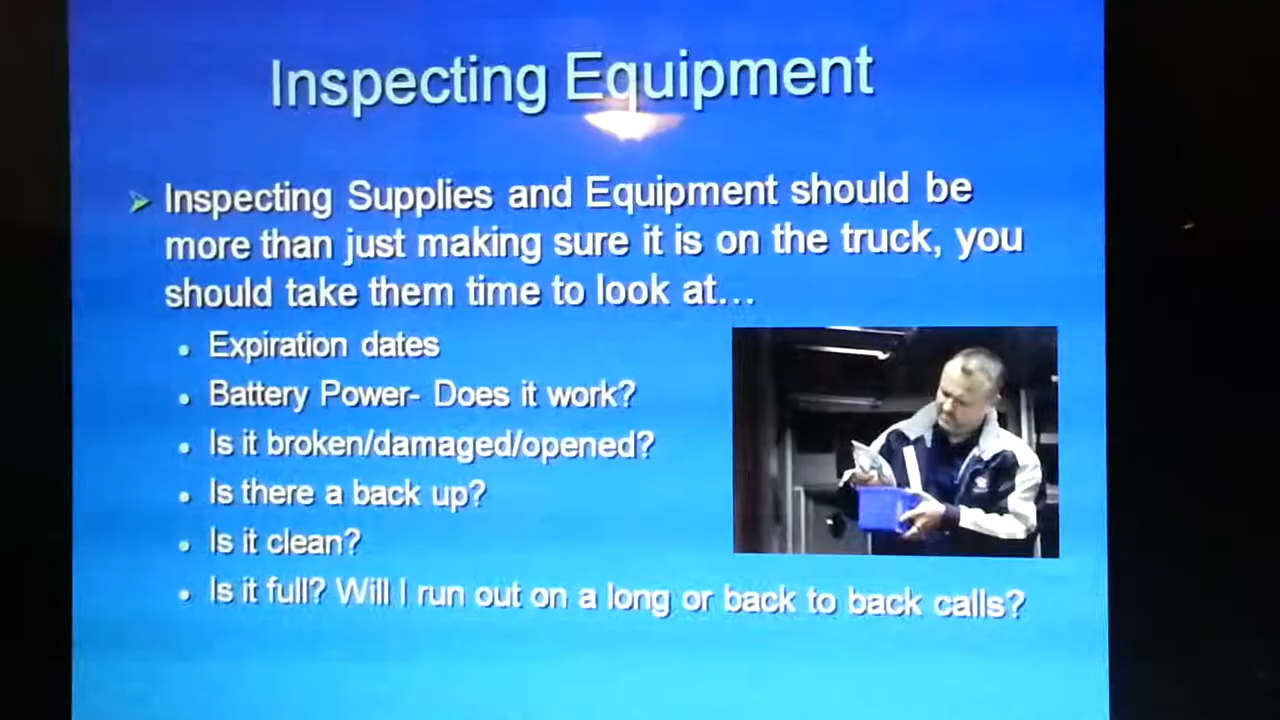 Inspecting Equipment
Inspecting Supplies and Equipment should be
more than just making sure it is on the truck, you
should take them time to look at...
Expiration dates
Battery Power- Does it work?
Is it broken/damaged/opened?
Is there a back up?
Is it clean?
Is it full? Will I run out on a long or back to back calls?